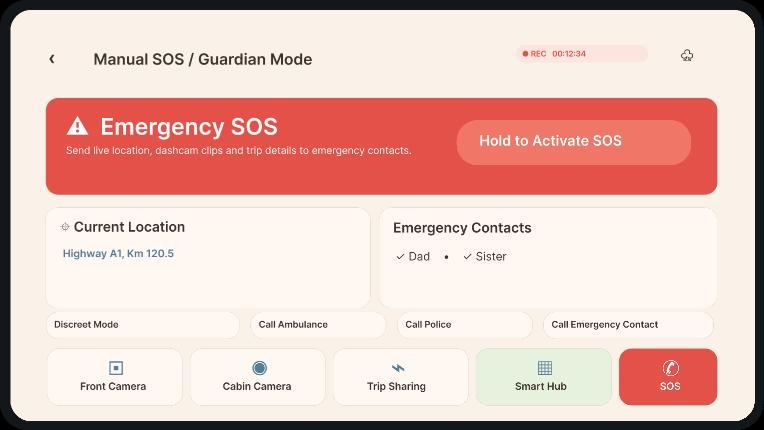 Manual SOS / Guardian Mode
REC 00:12:34
Emergency SOS
Send live location, dashcam clips and trip details to emergency contacts.
Hold to Activate SOS
Current Location
Highway A1, Km 120.5
Emergency Contacts
✓ Dad • ✓ Sister
Discreet Mode
Call Ambulance
Call Police
Call Emergency Contact
Front Camera
Cabin Camera
Trip Sharing
Smart Hub
SOS